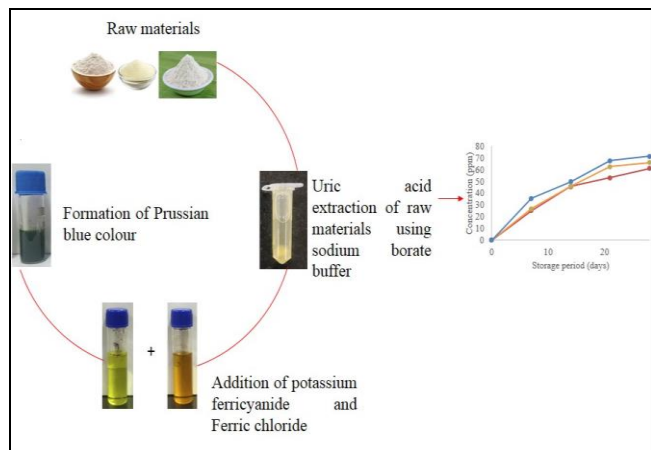 Raw materials
Formation of Prussian
blue colour
Uric acid
extraction of raw
materials using
sodium borate
buffer
+
Addition of potassium
ferricyanide and
Ferric chloride
Concentration (ppm)
80
70
60
50
40
30
20
10
0
0 20
Storage period (days)